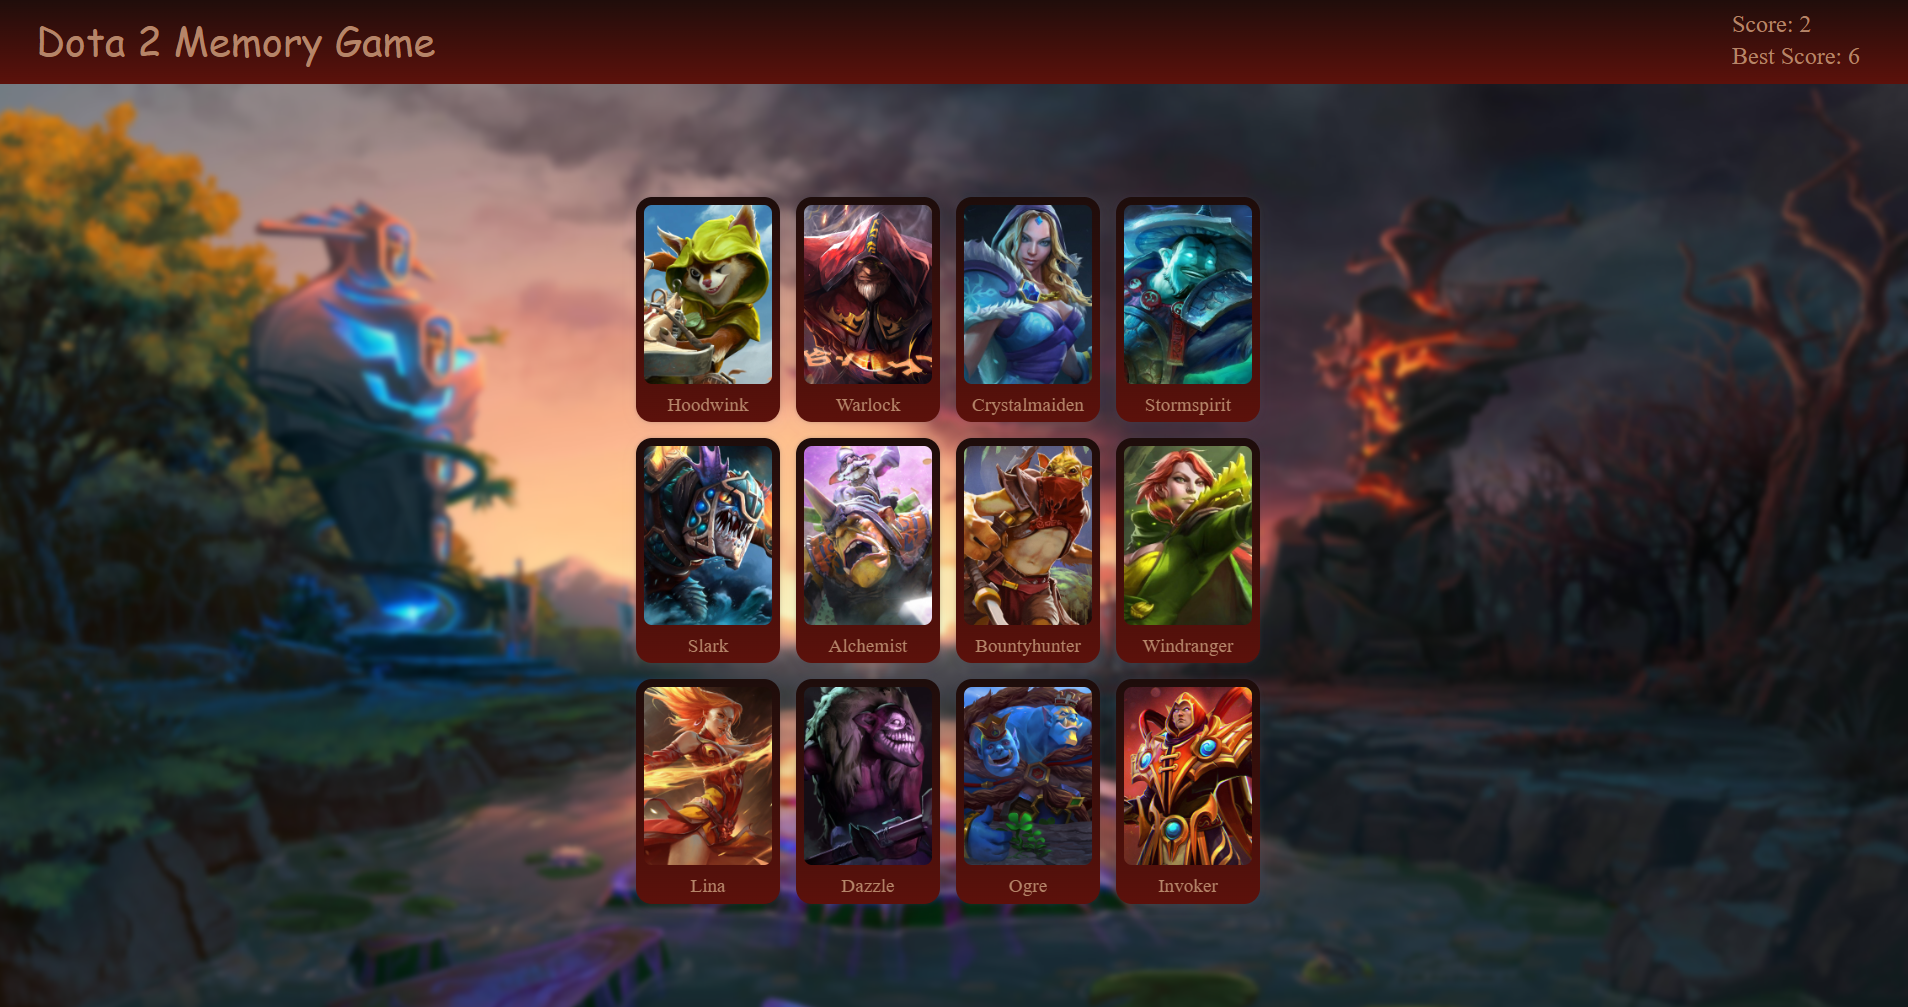 Dota 2 Memory Game
Score: 2
Best Score: 6
Hoodwink
Warlock
Crystalmaiden
Stormspirit
Slark
Alchemist
Bountyhunter
Windranger
Lina
Dazzle
Ogre
Invoker